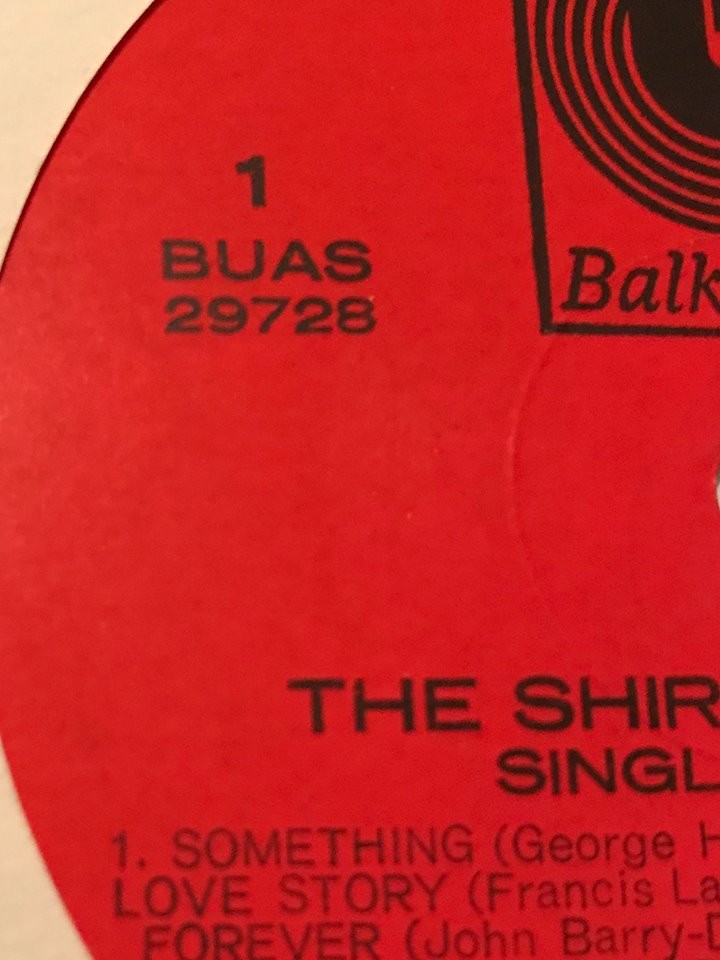 1
BUAS
29728
Balk
THE SHIR
SINGL
1. SOMETHING (George H
LOVE STORY (Francis La
FOREVER (John Barry-D